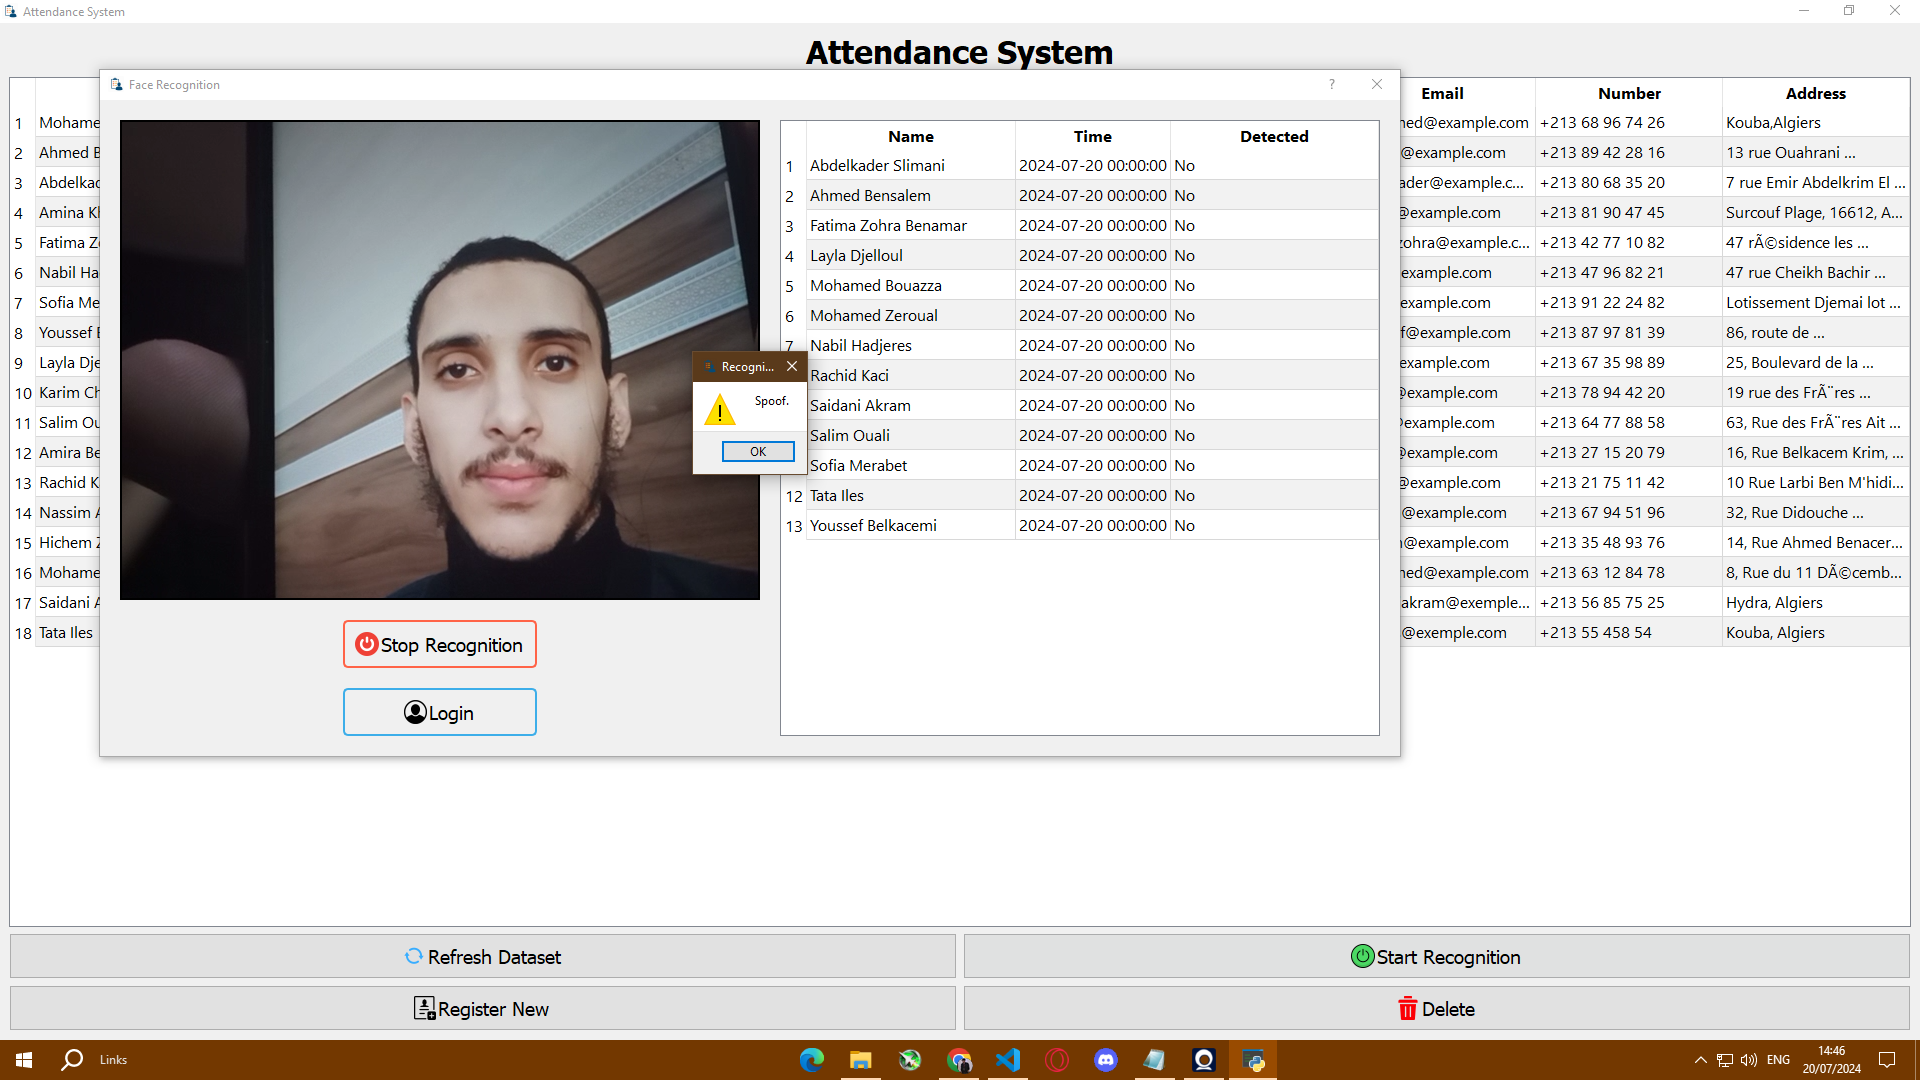 Attendance System
Attendance System
Face Recognition
?
Email Number Address
1 Mohame
2 Ahmed B
3 Abdelkad
4 Amina Kh
5 Fatima Zo
6 Nabil Had
7 Sofia Me
8 Youssef B
9 Layla Dje
10 Karim Ch
11 Salim Ou
12 Amira Be
13 Rachid K
14 Nassim A
15 Hichem Z
16 Mohame
17 Saidani A
18 Tata Iles
Name Time Detected
1 Abdelkader Slimani 2024-07-20 00:00:00 No
2 Ahmed Bensalem 2024-07-20 00:00:00 No
3 Fatima Zohra Benamar 2024-07-20 00:00:00 No
4 Layla Djelloul 2024-07-20 00:00:00 No
5 Mohamed Bouazza 2024-07-20 00:00:00 No
6 Mohamed Zeroual 2024-07-20 00:00:00 No
7 Nabil Hadjeres 2024-07-20 00:00:00 No
Rachid Kaci 2024-07-20 00:00:00 No
Saidani Akram 2024-07-20 00:00:00 No
Salim Ouali 2024-07-20 00:00:00 No
Sofia Merabet 2024-07-20 00:00:00 No
12 Tata Iles 2024-07-20 00:00:00 No
13 Youssef Belkacemi 2024-07-20 00:00:00 No
Recogni...
Spoof.
OK
ned@example.com +213 68 96 74 26 Kouba,Algiers
@example.com +213 89 42 28 16 13 rue Ouahrani ...
ader@example.c... +213 80 68 35 20 7 rue Emir Abdelkrim El ...
@example.com +213 81 90 47 45 Surcouf Plage, 16612, A...
zohra@example.c... +213 42 77 10 82 47 rÃ©sidence les ...
example.com +213 47 96 82 21 47 rue Cheikh Bachir ...
example.com +213 91 22 24 82 Lotissement Djemai lot ...
f@example.com +213 87 97 81 39 86, route de ...
example.com +213 67 35 98 89 25, Boulevard de la ...
@example.com +213 78 94 42 20 19 rue des FrÃ¨res ...
@example.com +213 64 77 88 58 63, Rue des FrÃ¨res Ait ...
@example.com +213 27 15 20 79 16, Rue Belkacem Krim, ...
@example.com +213 21 75 11 42 10 Rue Larbi Ben M'hidi...
@example.com +213 67 94 51 96 32, Rue Didouche ...
@example.com +213 35 48 93 76 14, Rue Ahmed Benacer...
ned@example.com +213 63 12 84 78 8, Rue du 11 DÃ©cemb...
akram@exemple... +213 56 85 75 25 Hydra, Algiers
@exemple.com +213 55 458 54 Kouba, Algiers
Stop Recognition
Login
Refresh Dataset
Start Recognition
Register New
Delete
Links
ENG
14:46
20/07/2024